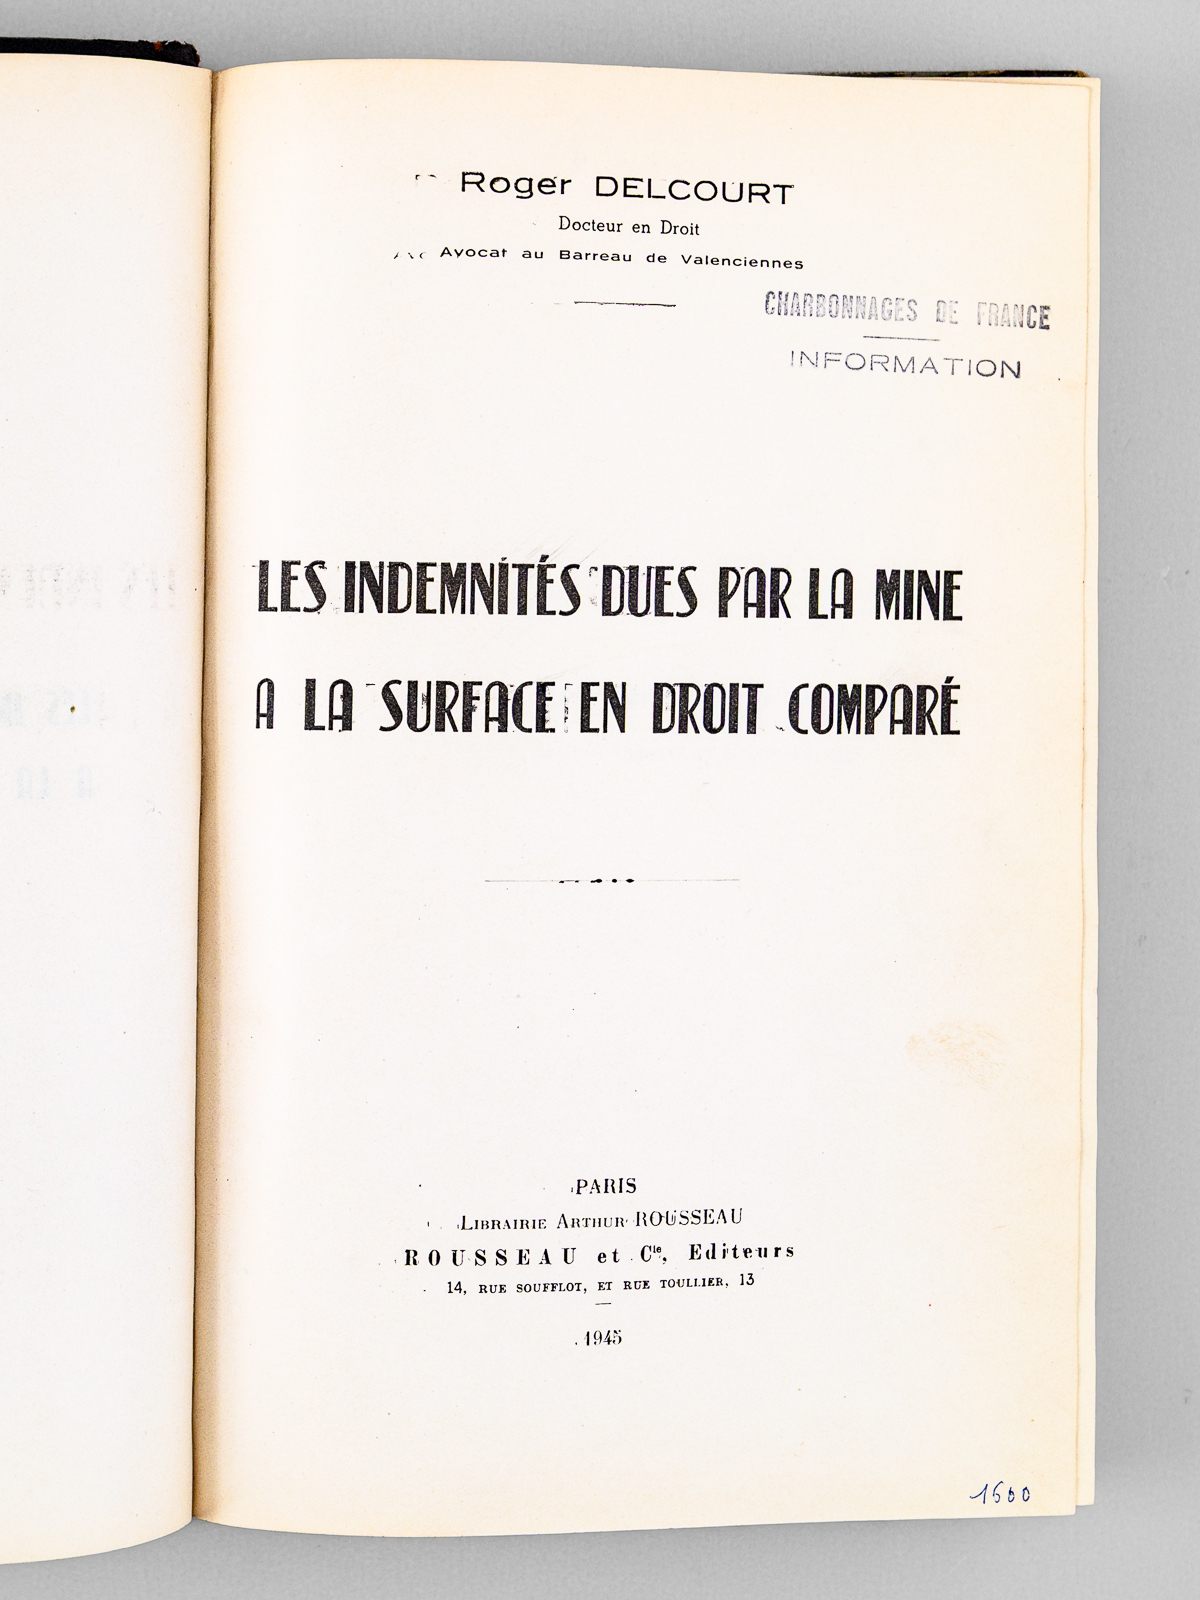 Roger DELCOURT
Docteur en Droit
Avocat au Barreau de Valenciennes
CHARBONNAGES DE FRANCE
INFORMATION
LES INDEMNITÉS DUES PAR LA MINE
A LA SURFACE EN DROIT COMPARÉ
PARIS
LIBRAIRIE ARTHUR ROUSSEAU
ROUSSEAU et Cie, Editeurs
14, RUE SOUFFLOT, ET RUE TOULLIER, 13
1945